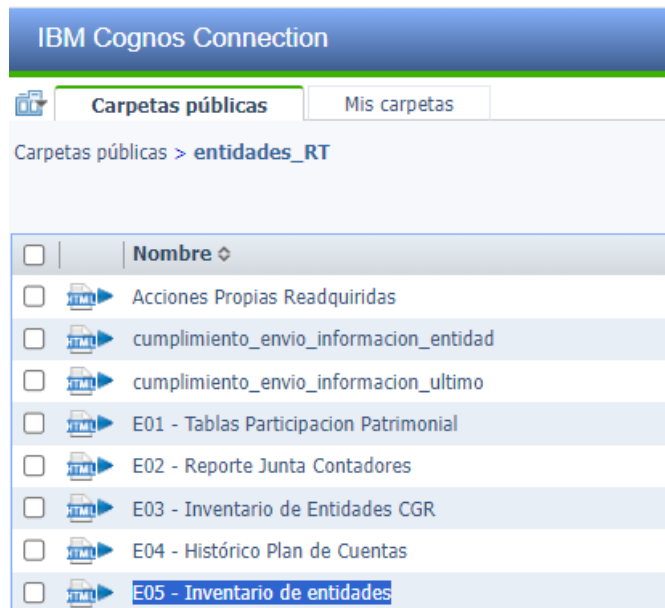 IBM Cognos Connection
Carpetas públicas Mis carpetas
Carpetas públicas > entidades_RT
Nombre
Acciones Propias Readquiridas
cumplimiento_envio_informacion_entidad
cumplimiento_envio_informacion_ultimo
E01 - Tablas Participacion Patrimonial
E02 - Reporte Junta Contadores
E03 - Inventario de Entidades CGR
E04 - Histórico Plan de Cuentas
E05 - Inventario de entidades